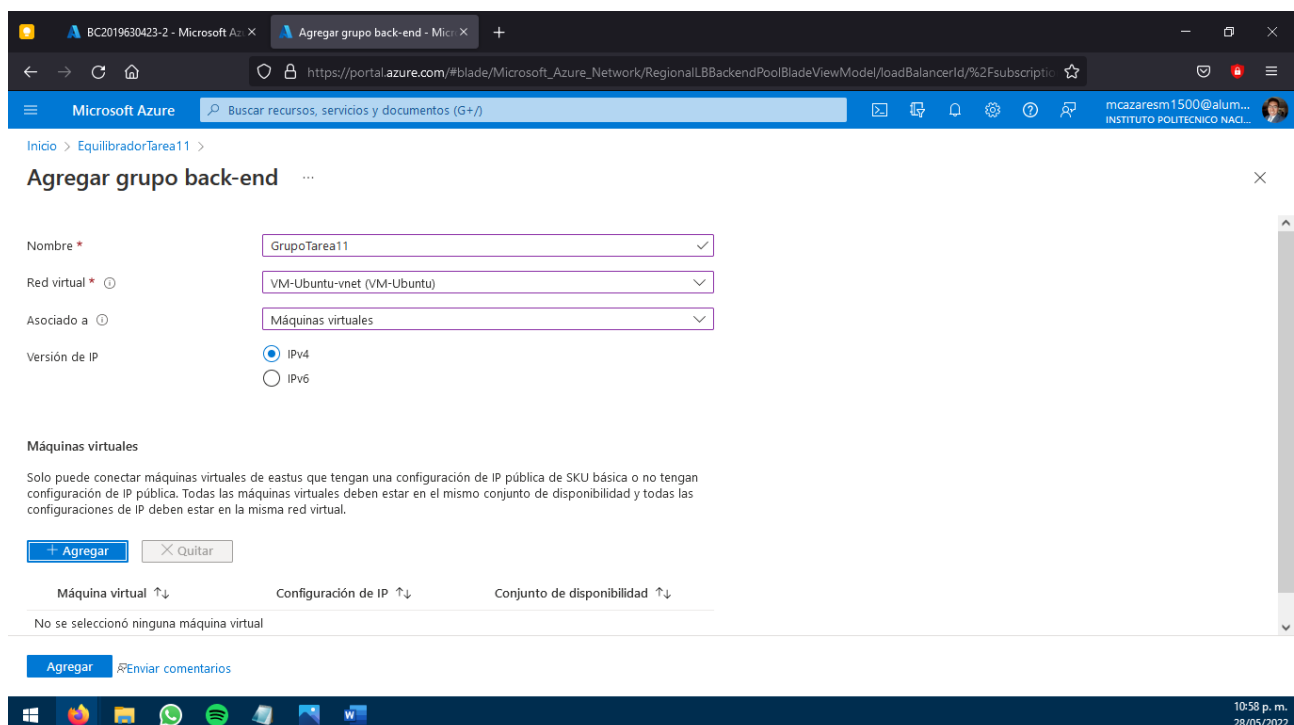 BC2019630423-2 - Microsoft Az
Agregar grupo back-end - Micr
https://portal.azure.com/#blade/Microsoft_Azure_Network/RegionalLBBackendPoolBladeViewModel/loadBalancerId/%2Fsubscriptio
Microsoft Azure
Buscar recursos, servicios y documentos (G+/)
mcazaresm1500@alum...
INSTITUTO POLITECNICO NACI...
Inicio > EquilibradorTarea11 >
Agregar grupo back-end ...
Nombre *
GrupoTarea11
Red virtual *
VM-Ubuntu-vnet (VM-Ubuntu)
Asociado a
Máquinas virtuales
Versión de IP
IPv4
IPv6
Máquinas virtuales
Solo puede conectar máquinas virtuales de eastus que tengan una configuración de IP pública de SKU básica o no tengan
configuración de IP pública. Todas las máquinas virtuales deben estar en el mismo conjunto de disponibilidad y todas las
configuraciones de IP deben estar en la misma red virtual.
+ Agregar
Quitar
Máquina virtual ↑↓ Configuración de IP ↑↓ Conjunto de disponibilidad ↑↓
No se seleccionó ninguna máquina virtual
Agregar
Enviar comentarios
10:58 p. m.
28/05/2022